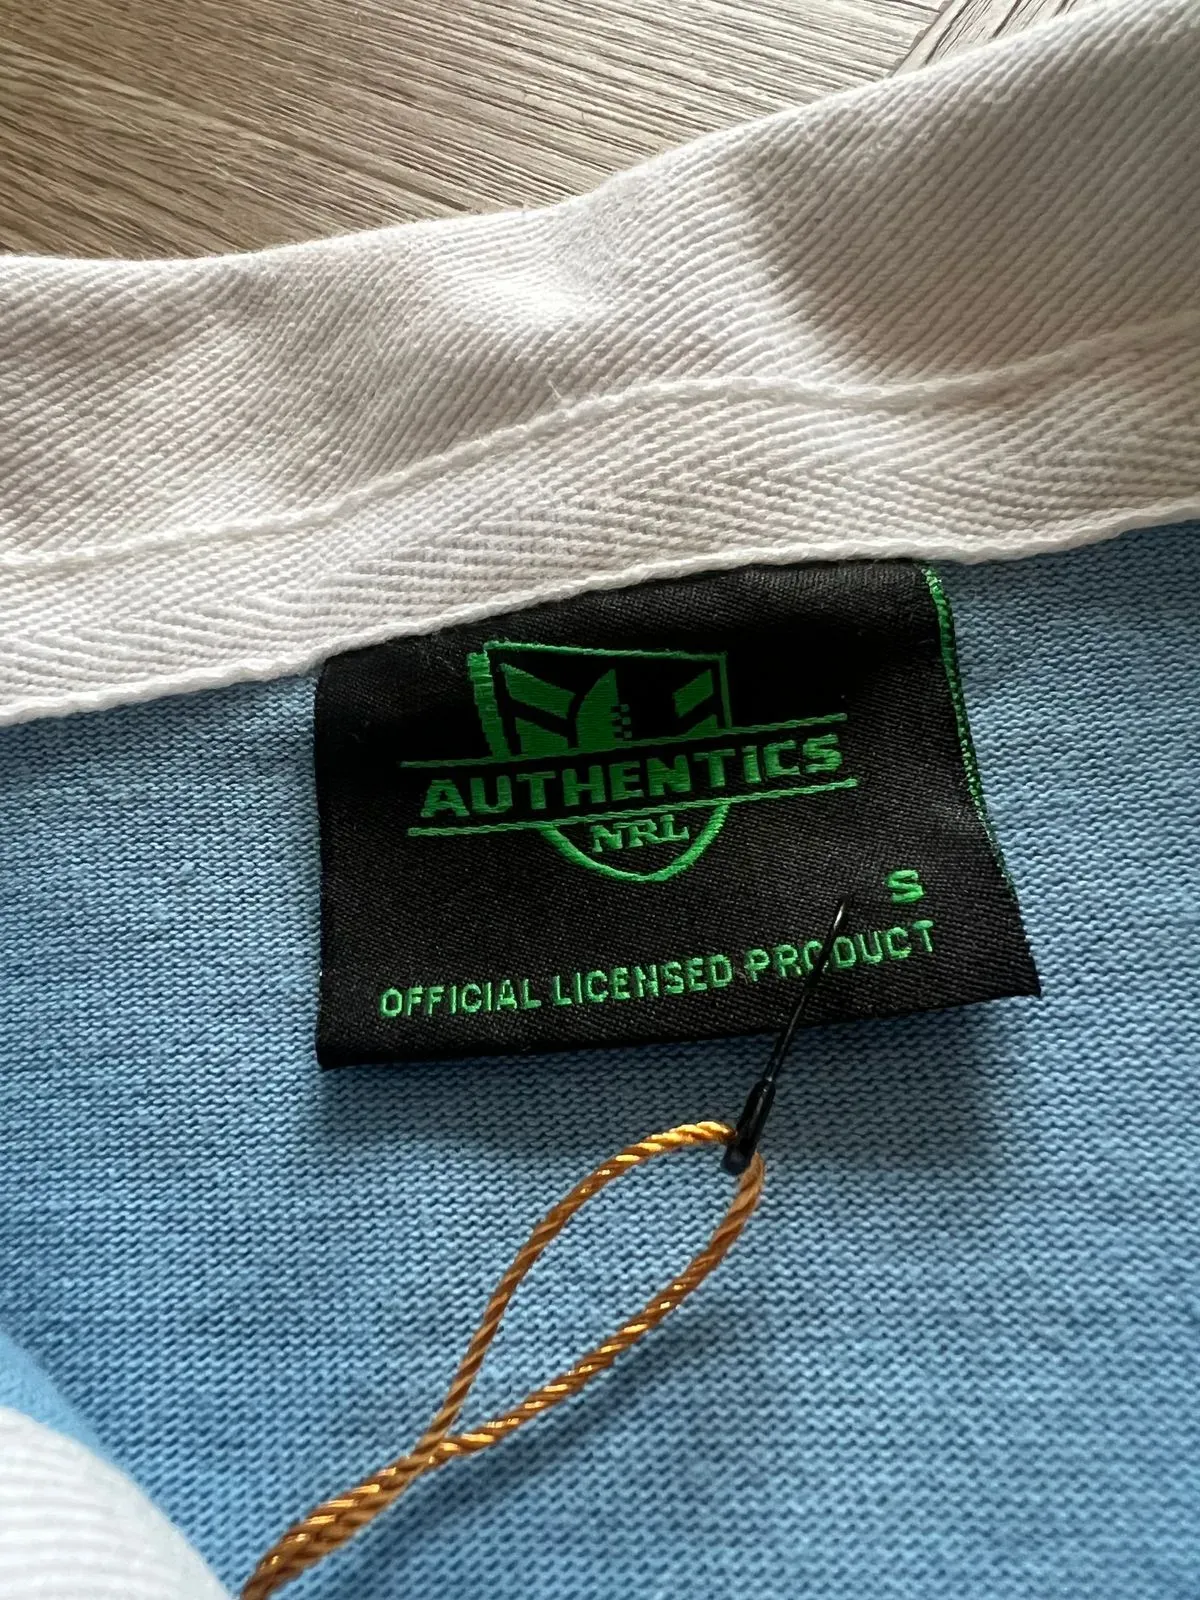 AUTHENTICS
NRL
S
OFFICIAL LICENSED PRODUCT